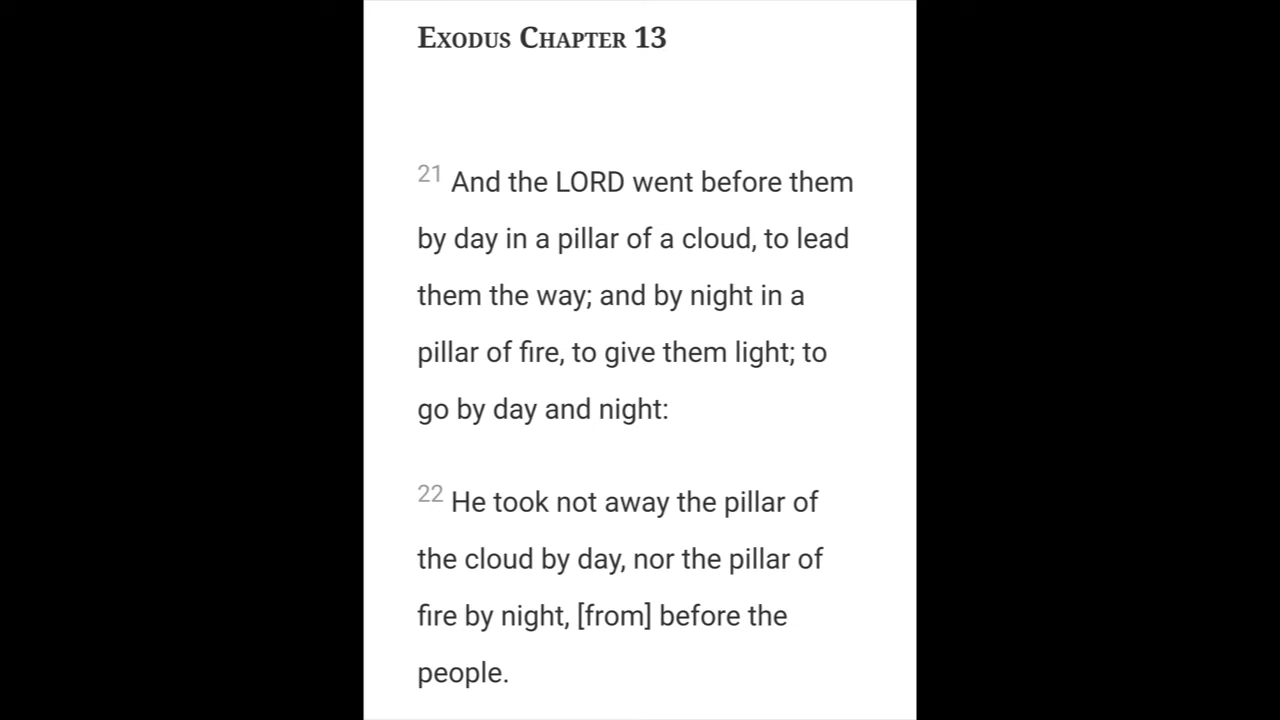 Exodus Chapter 13
21 And the LORD went before them
by day in a pillar of a cloud, to lead
them the way; and by night in a
pillar of fire, to give them light; to
go by day and night:
22 He took not away the pillar of
the cloud by day, nor the pillar of
fire by night, [from] before the
people.